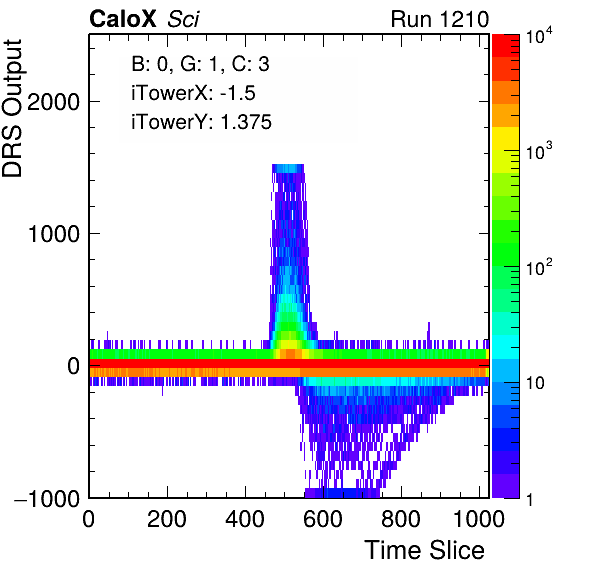 CaloX Sci Run 1210
10^4
B: 0, G: 1, C: 3
iTowerX: -1.5
iTowerY: 1.375
DRS Output
2000
1000
0
−1000
10^3
10^2
10
1
0 200 400 600 800 1000
Time Slice